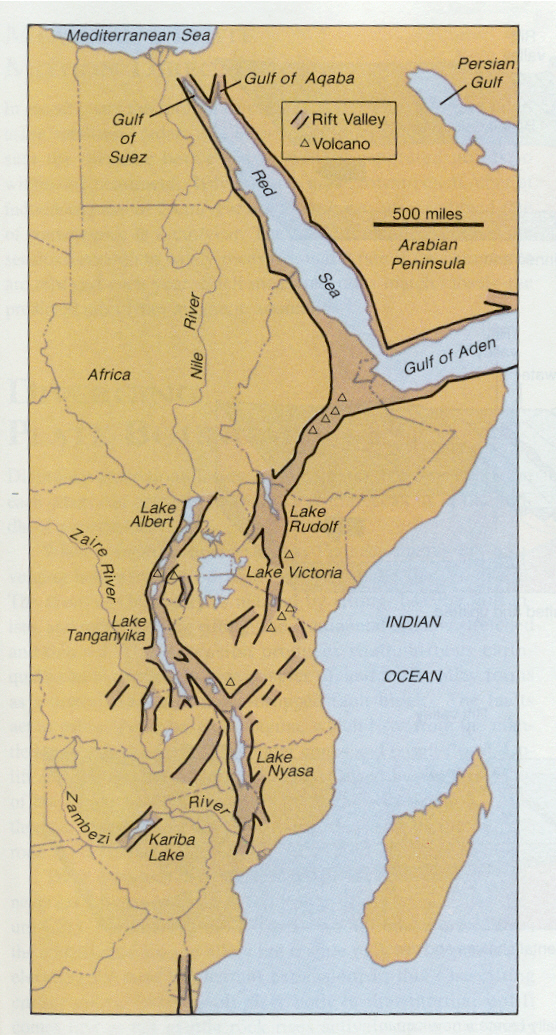 Mediterranean Sea
Persian
Gulf
Gulf of Aqaba
Gulf
of
Suez
Rift Valley
Volcano
Red
Sea
500 miles
Arabian
Peninsula
Nile River
Gulf of Aden
Africa
Lake
Albert
Lake
Rudolf
Zaire River
Lake Victoria
Lake
Tanganyika
INDIAN
OCEAN
Lake
Nyasa
Zambezi River
Kariba
Lake